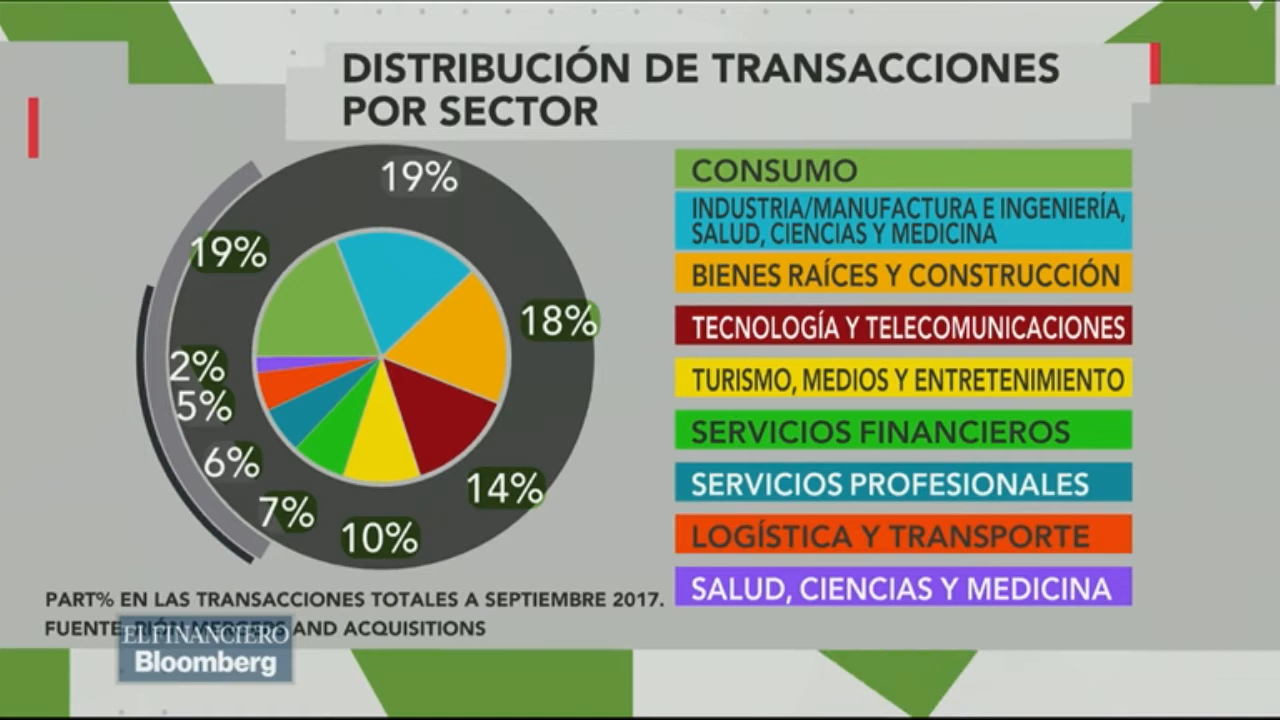 DISTRIBUCIÓN DE TRANSACCIONES
POR SECTOR
19%
19%
18%
2%
5%
6%
14%
7%
10%
CONSUMO
INDUSTRIA/MANUFACTURA E INGENIERÍA,
SALUD, CIENCIAS Y MEDICINA
BIENES RAÍCES Y CONSTRUCCIÓN
TECNOLOGÍA Y TELECOMUNICACIONES
TURISMO, MEDIOS Y ENTRETENIMIENTO
SERVICIOS FINANCIEROS
SERVICIOS PROFESIONALES
LOGÍSTICA Y TRANSPORTE
SALUD, CIENCIAS Y MEDICINA
PART% EN LAS TRANSACCIONES TOTALES A SEPTIEMBRE 2017.
FUENTE: MERGERS AND ACQUISITIONS
EL FINANCIERO
Bloomberg